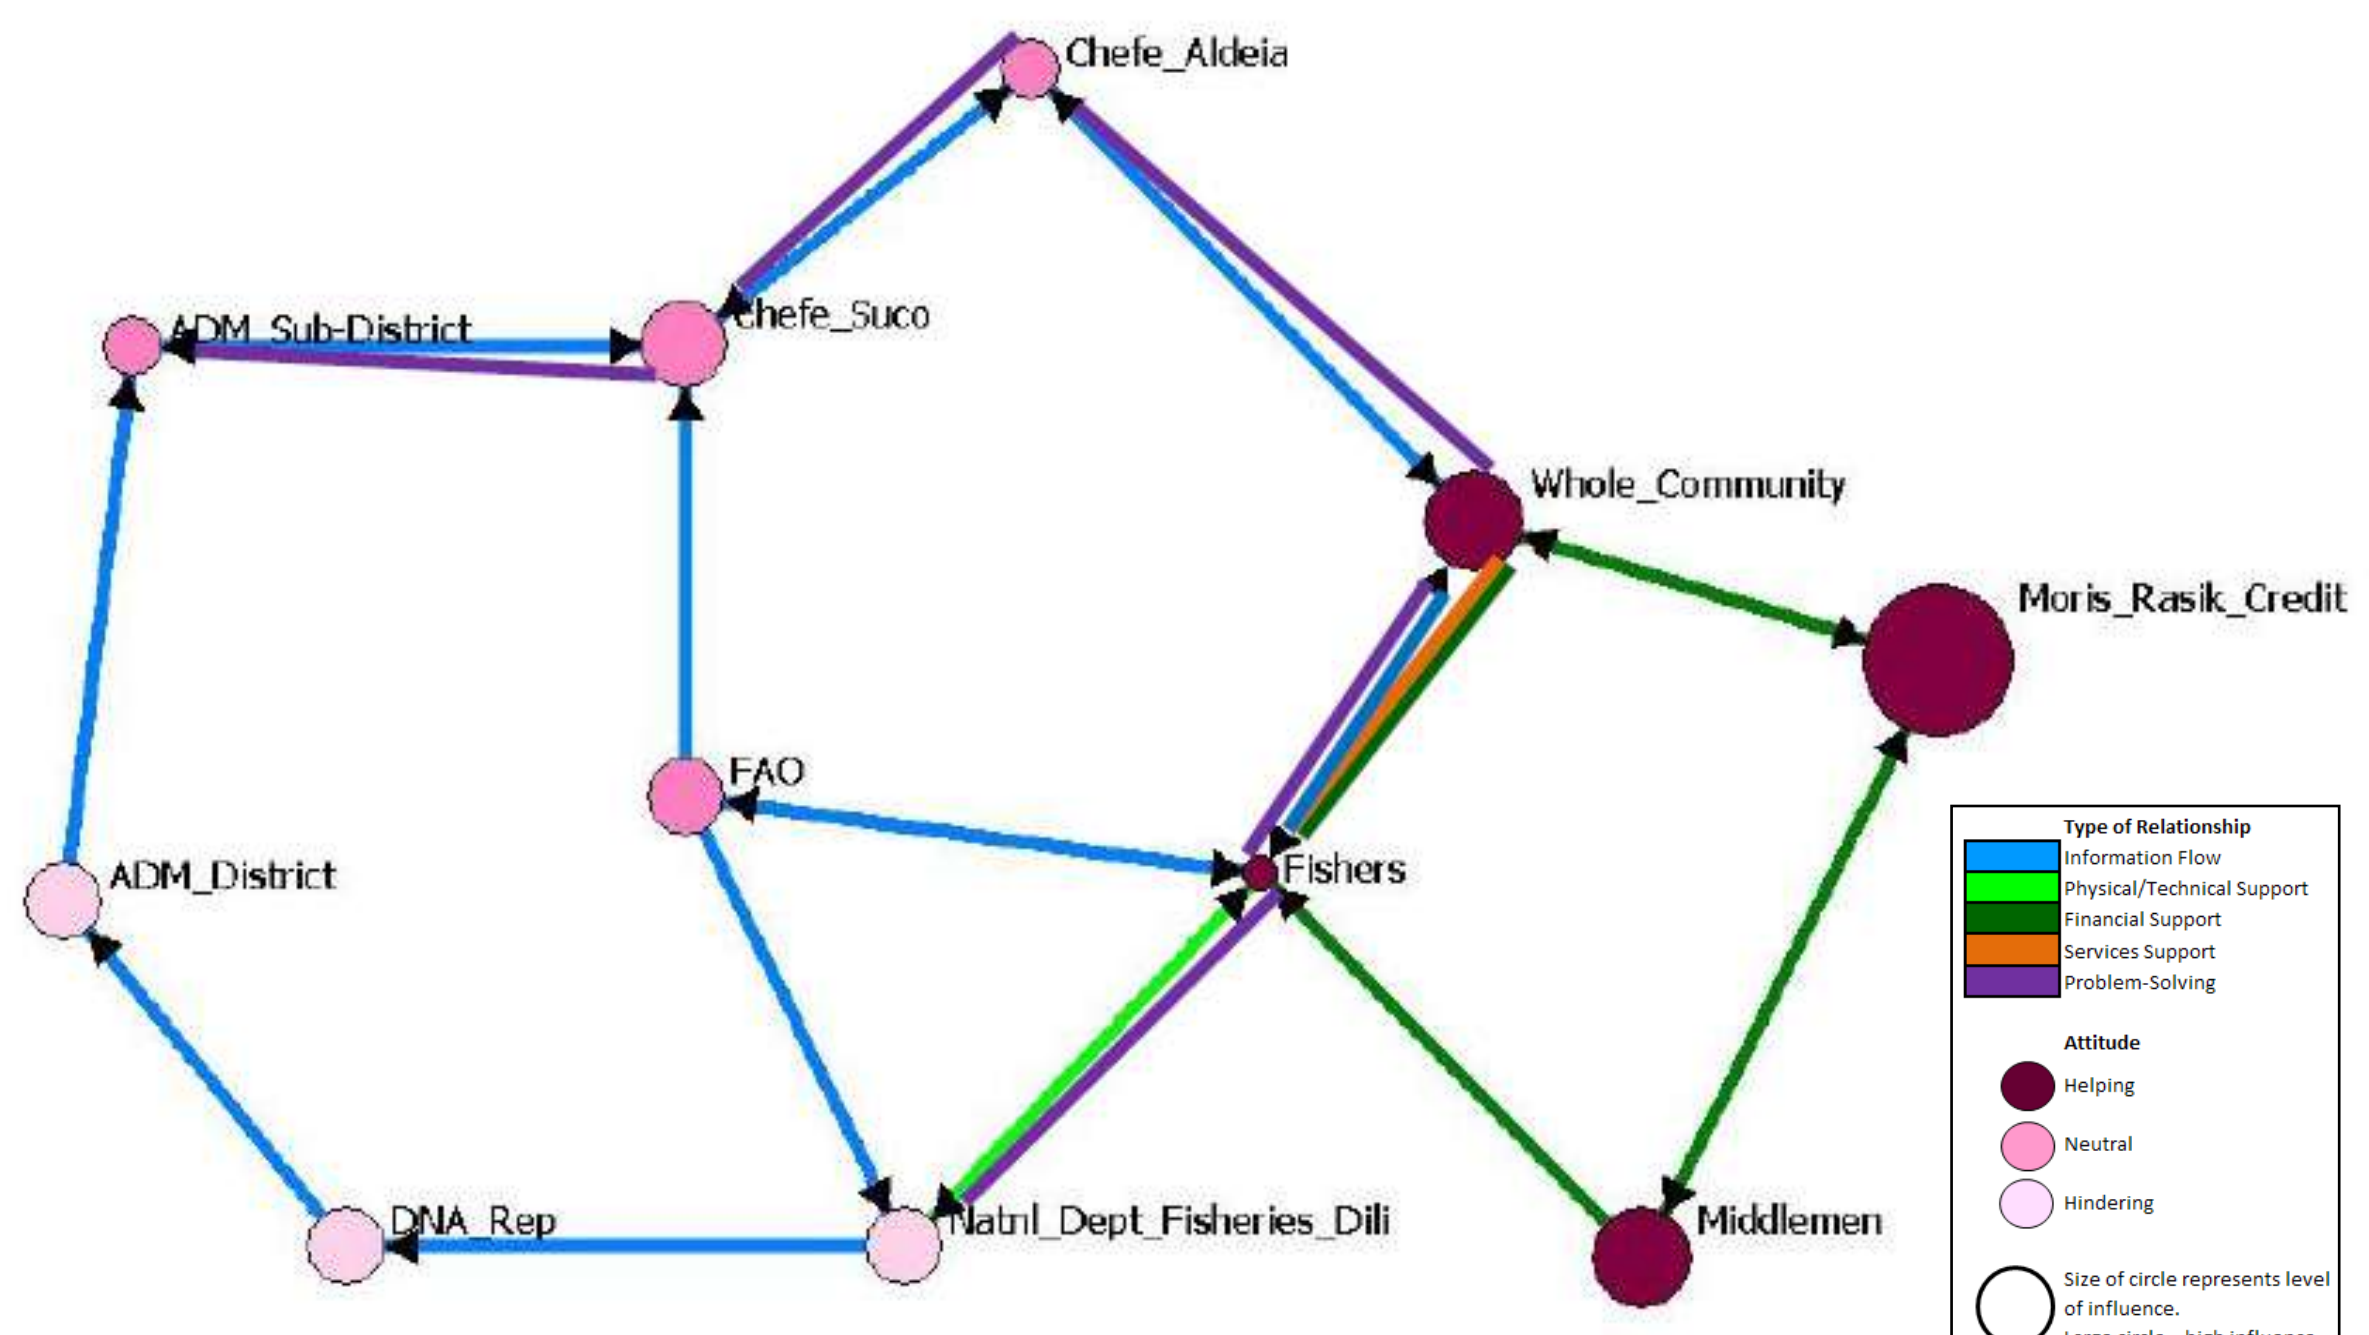 Chefe_Aldeia
Chefe_Suco
ADM_Sub-District
Whole_Community
Moris_Rasik_Credit
FAO
Fishers
ADM_District
DNA_Rep
Natnl_Dept_Fisheries_Dili
Middlemen
Type of Relationship
Information Flow
Physical/Technical Support
Financial Support
Services Support
Problem-Solving
Attitude
Helping
Neutral
Hindering
Size of circle represents level
of influence.